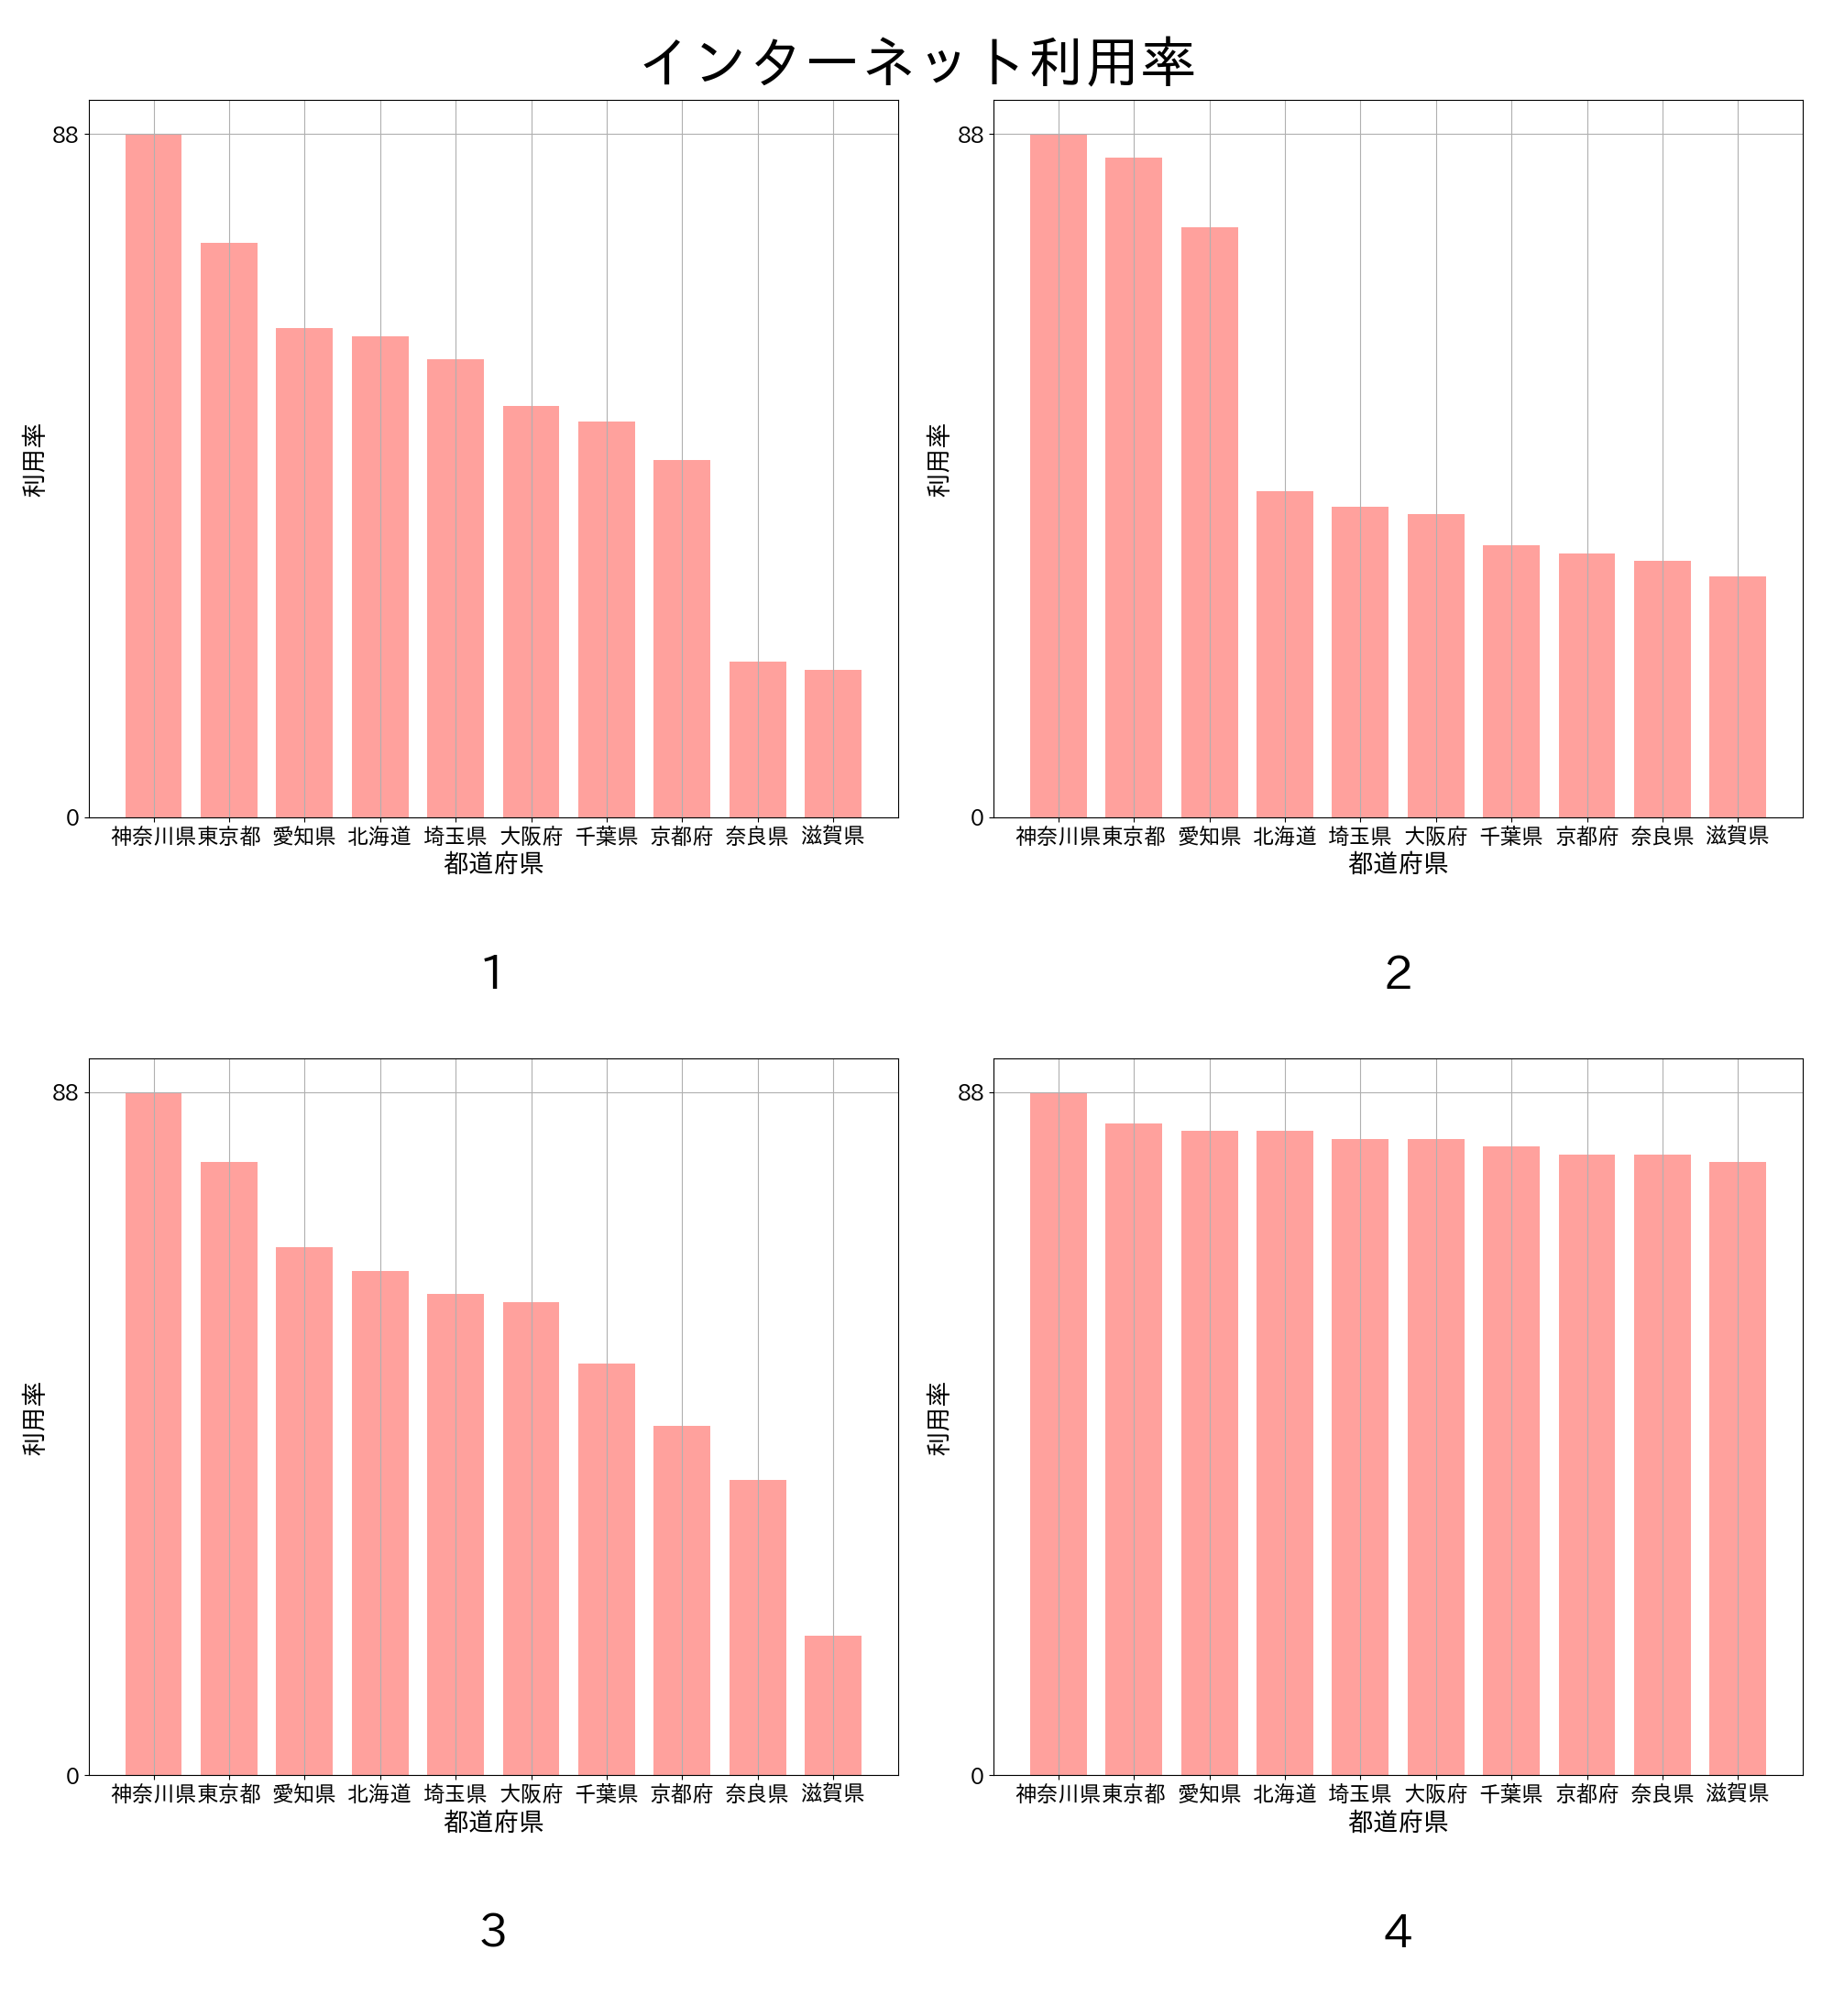 インターネット利用率
88
0
利用率
神奈川県 東京都 愛知県 北海道 埼玉県 大阪府 千葉県 京都府 奈良県 滋賀県
都道府県
1
88
0
利用率
神奈川県 東京都 愛知県 北海道 埼玉県 大阪府 千葉県 京都府 奈良県 滋賀県
都道府県
2
88
0
利用率
神奈川県 東京都 愛知県 北海道 埼玉県 大阪府 千葉県 京都府 奈良県 滋賀県
都道府県
3
88
0
利用率
神奈川県 東京都 愛知県 北海道 埼玉県 大阪府 千葉県 京都府 奈良県 滋賀県
都道府県
4